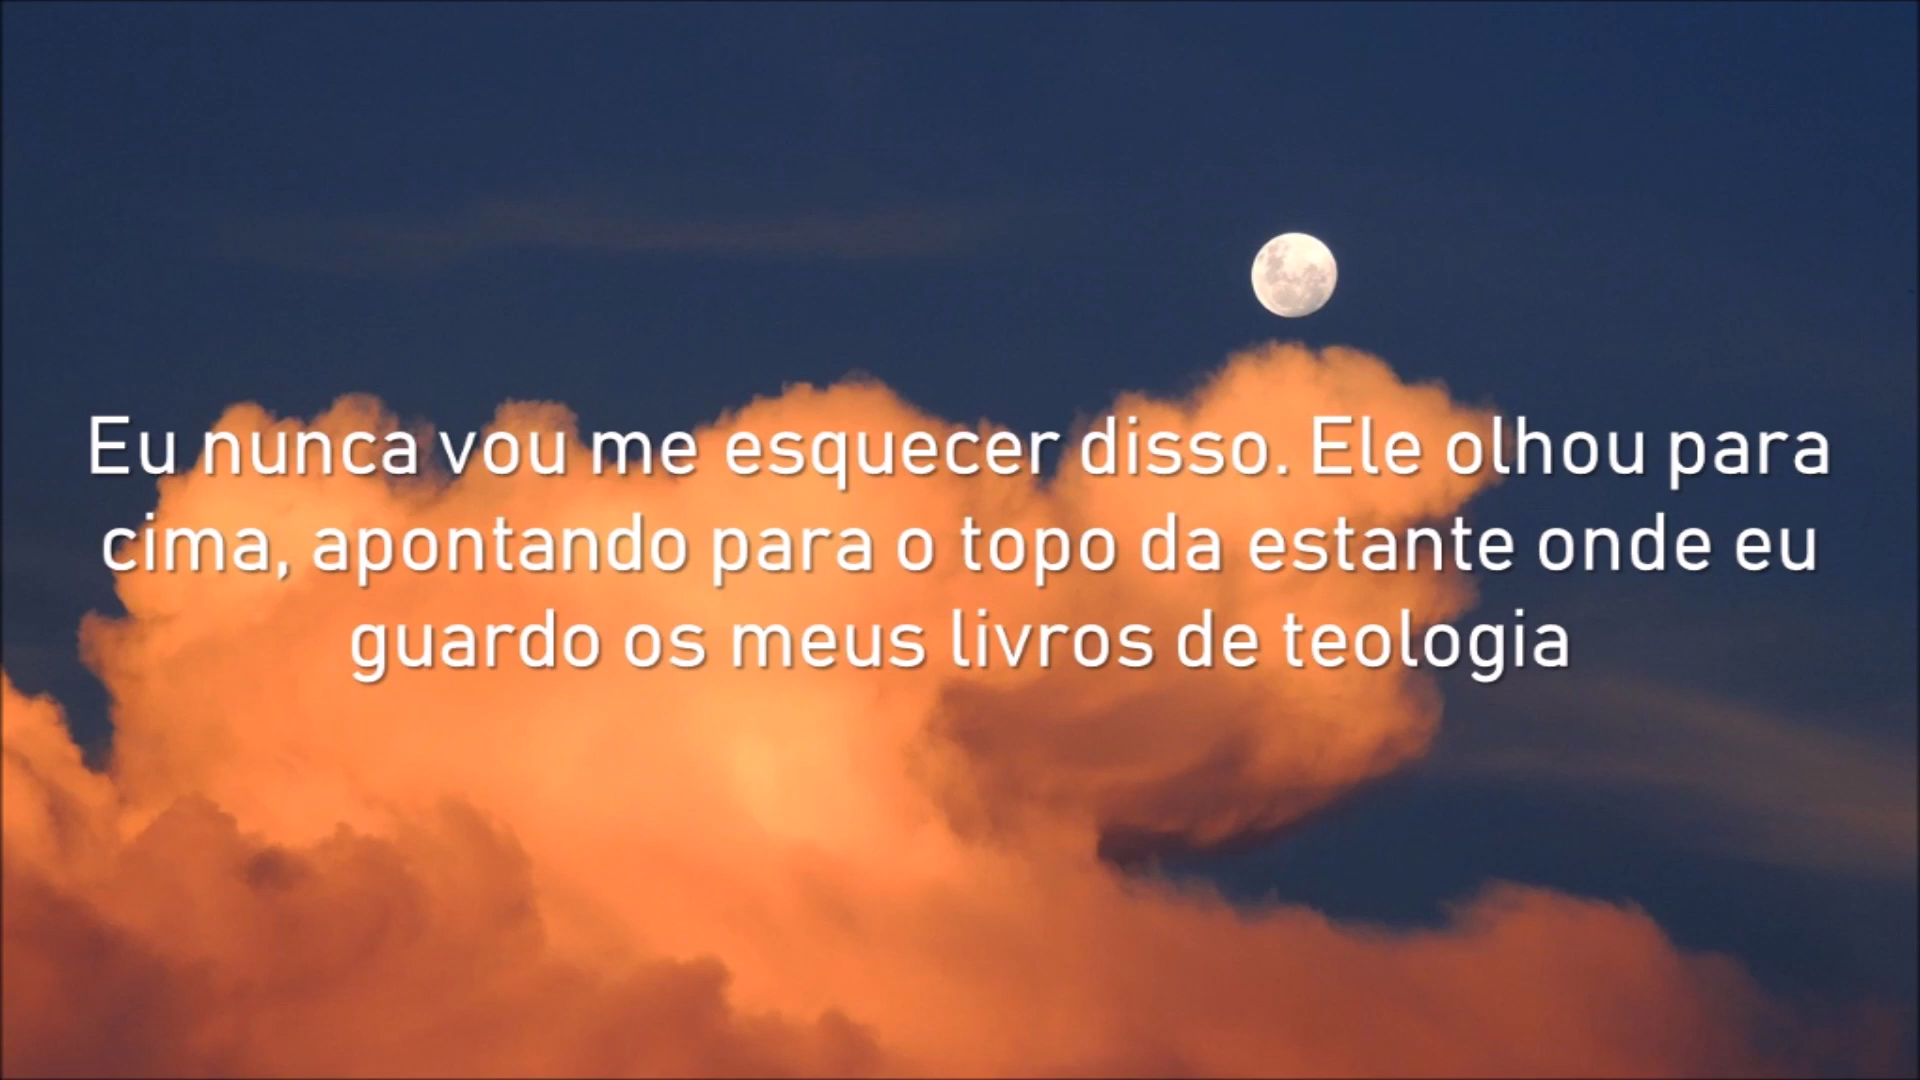 Eu nunca vou me esquecer disso. Ele olhou para
cima, apontando para o topo da estante onde eu
guardo os meus livros de teologia